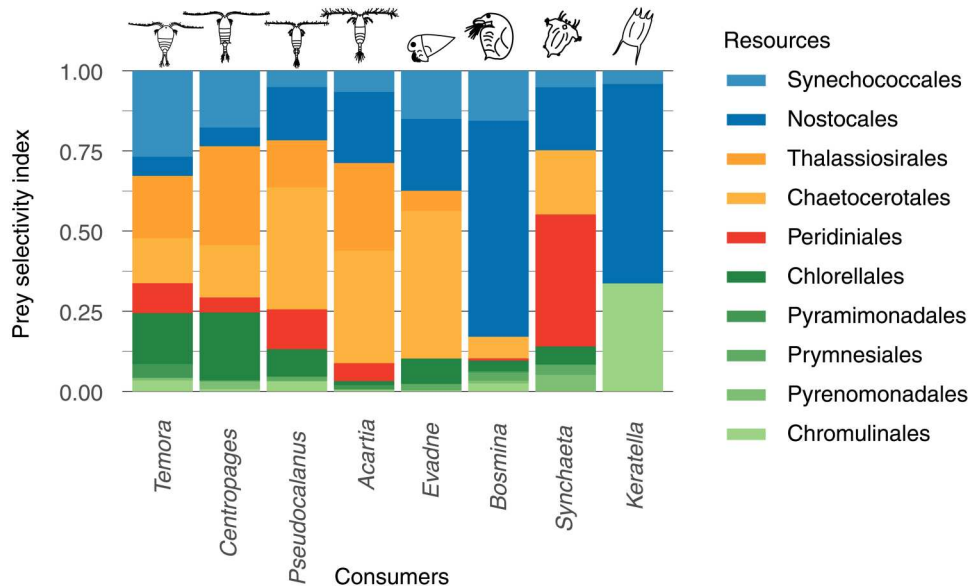 Resources
Synechococcales
Nostocales
Thalassiosirales
Chaetocerotales
Peridiniales
Chlorellales
Pyramimonadales
Prymnesiales
Pyrenomonadales
Chromulinales
Prey selectivity index
1.00
0.75
0.50
0.25
0.00
Temora
Centropages
Pseudocalanus
Acartia
Evadne
Bosmina
Synchaeta
Keratella
Consumers